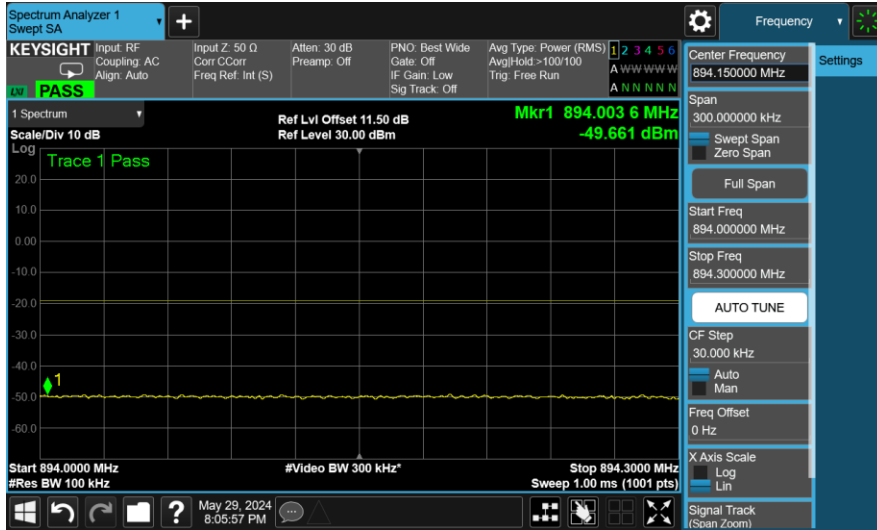 Spectrum Analyzer 1
Swept SA
+
Frequency
KEYSIGHT
Input: RF
Coupling: AC
Align: Auto
Input Z: 50 Ω
Corr CCorr
Freq Ref: Int (S)
Atten: 30 dB
Preamp: Off
PNO: Best Wide
Gate: Off
IF Gain: Low
Sig Track: Off
Avg Type: Power (RMS)
Avg|Hold:>100/100
Trig: Free Run
1 2 3 4 5 6
A W W W W W
A N N N N N
LXI PASS
1 Spectrum
Scale/Div 10 dB
Ref Lvl Offset 11.50 dB
Ref Level 30.00 dBm
Mkr1 894.003 6 MHz
-49.661 dBm
Log
Trace 1 Pass
20.0
10.0
0.00
-10.0
-20.0
-30.0
-40.0
1
-50.0
-60.0
Start 894.0000 MHz
#Res BW 100 kHz
#Video BW 300 kHz*
Stop 894.3000 MHz
Sweep 1.00 ms (1001 pts)
Settings
Center Frequency
894.150000 MHz
Span
300.000000 kHz
Swept Span
Zero Span
Full Span
Start Freq
894.000000 MHz
Stop Freq
894.300000 MHz
AUTO TUNE
CF Step
30.000 kHz
Auto
Man
Freq Offset
0 Hz
X Axis Scale
Log
Lin
Signal Track
(Span Zoom)
?
May 29, 2024
8:05:57 PM